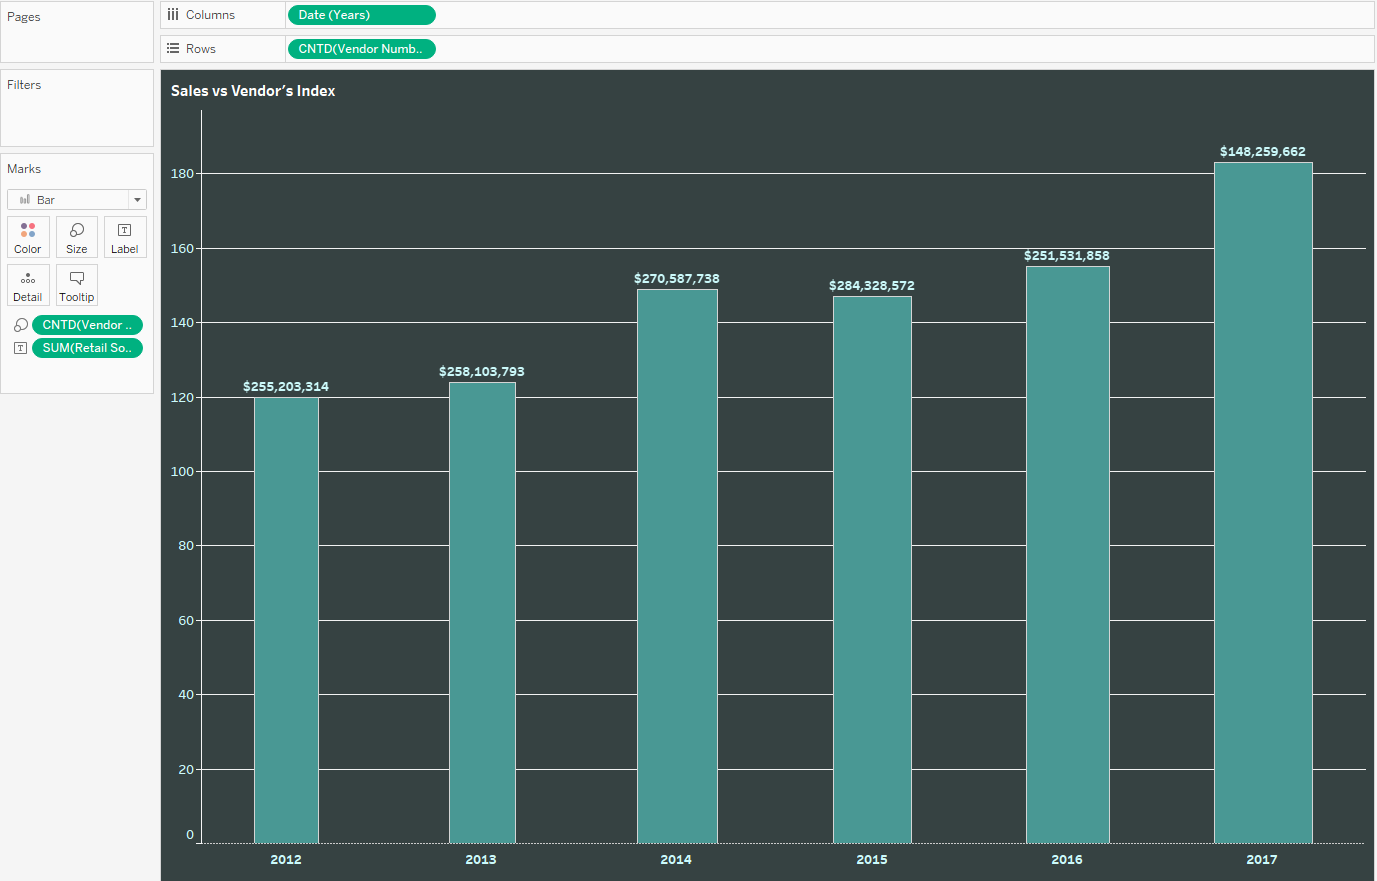 Pages
Columns
Date (Years)
Rows
CNTD(Vendor Numb..
Filters
Marks
Bar
Color
Size
Label
Detail
Tooltip
CNTD(Vendor ..
SUM(Retail So..
Sales vs Vendor’s Index
180
160
140
120
100
80
60
40
20
0
$255,203,314
$258,103,793
$270,587,738
$284,328,572
$251,531,858
$148,259,662
2012
2013
2014
2015
2016
2017